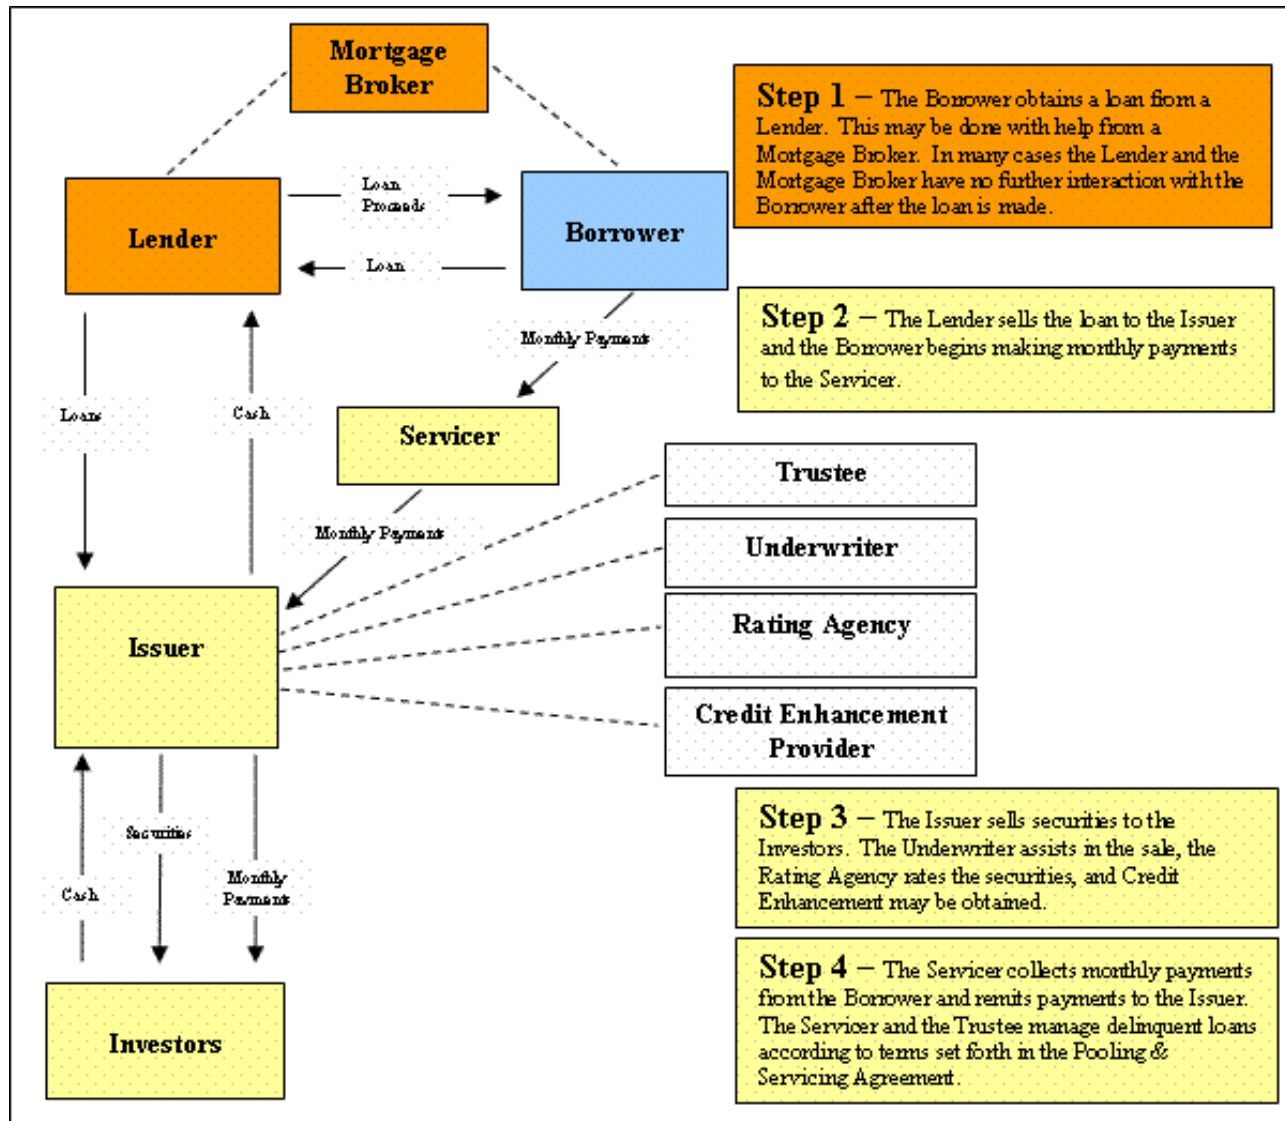 Mortgage
Broker
Step 1 – The Borrower obtains a loan from a
Lender. This may be done with help from a
Mortgage Broker. In many cases the Lender and the
Mortgage Broker have no further interaction with the
Borrower after the loan is made.
Lender
Loan
Proceeds
Borrower
Loan
Step 2 – The Lender sells the loan to the Issuer
and the Borrower begins making monthly payments
to the Servicer.
Monthly Payments
Loans
Cash
Servicer
Trustee
Monthly Payments
Underwriter
Issuer
Rating Agency
Credit Enhancement
Provider
Step 3 – The Issuer sells securities to the
Investors. The Underwriter assists in the sale, the
Rating Agency rates the securities, and Credit
Enhancement may be obtained.
Cash
Securities
Monthly
Payments
Step 4 – The Servicer collects monthly payments
from the Borrower and remits payments to the Issuer.
The Servicer and the Trustee manage delinquent loans
according to terms set forth in the Pooling &
Servicing Agreement.
Investors